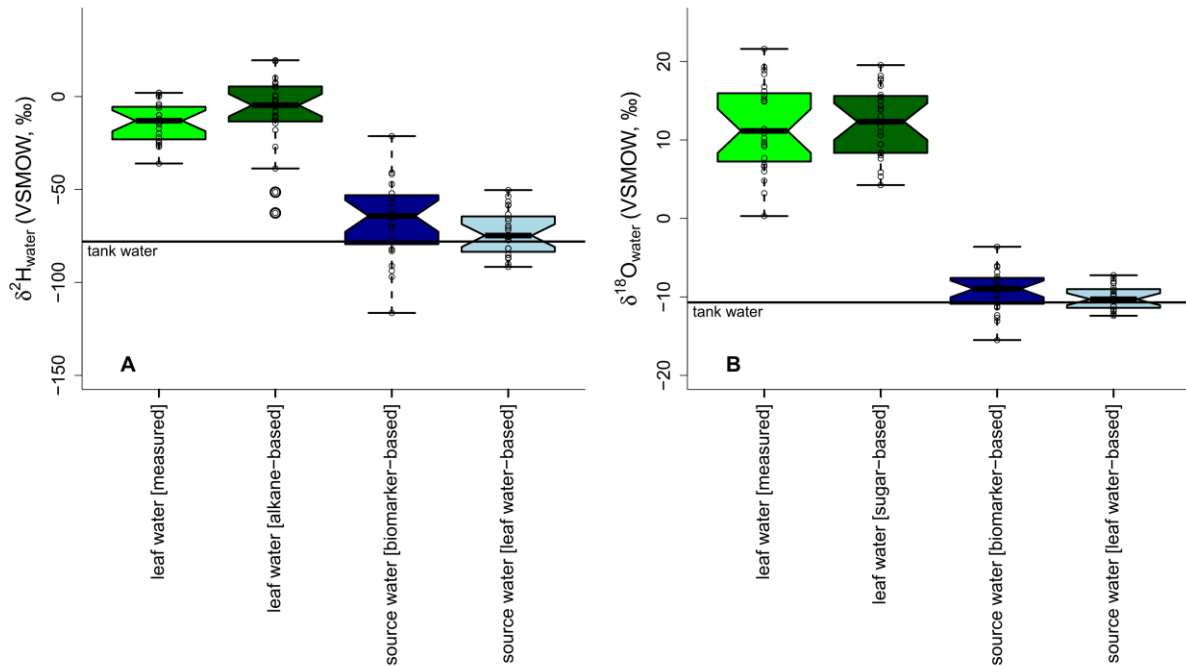 δ²H_water (VSMOW, ‰)
0
−50
−100
−150
tank water
A
leaf water [measured]
leaf water [alkane−based]
source water [biomarker−based]
source water [leaf water−based]
δ¹⁸O_water (VSMOW, ‰)
20
10
0
−10
−20
tank water
B
leaf water [measured]
leaf water [sugar−based]
source water [biomarker−based]
source water [leaf water−based]